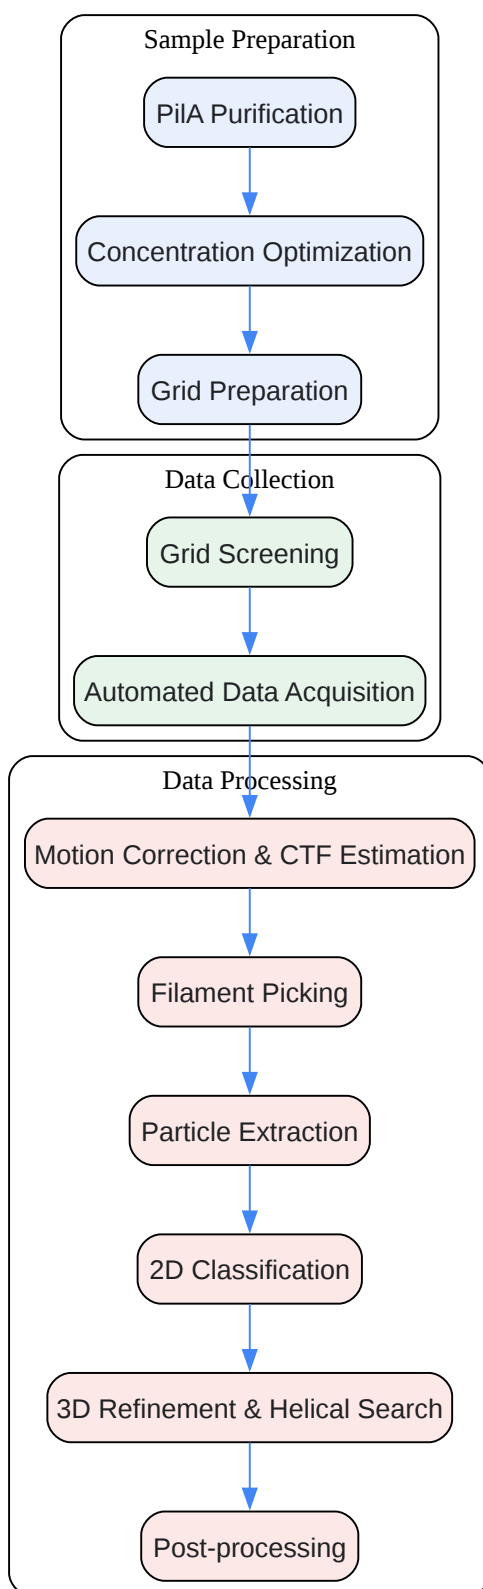 Sample Preparation
PilA Purification
Concentration Optimization
Grid Preparation
Data Collection
Grid Screening
Automated Data Acquisition
Data Processing
Motion Correction & CTF Estimation
Filament Picking
Particle Extraction
2D Classification
3D Refinement & Helical Search
Post-processing